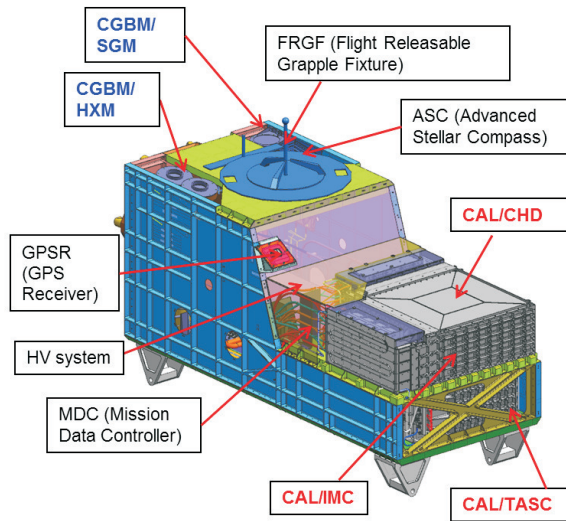 CGBM/
SGM
FRGF (Flight Releasable
Grapple Fixture)
CGBM/
HXM
ASC (Advanced
Stellar Compass)
CAL/CHD
GPSR
(GPS
Receiver)
HV system
MDC (Mission
Data Controller)
CAL/IMC
CAL/TASC